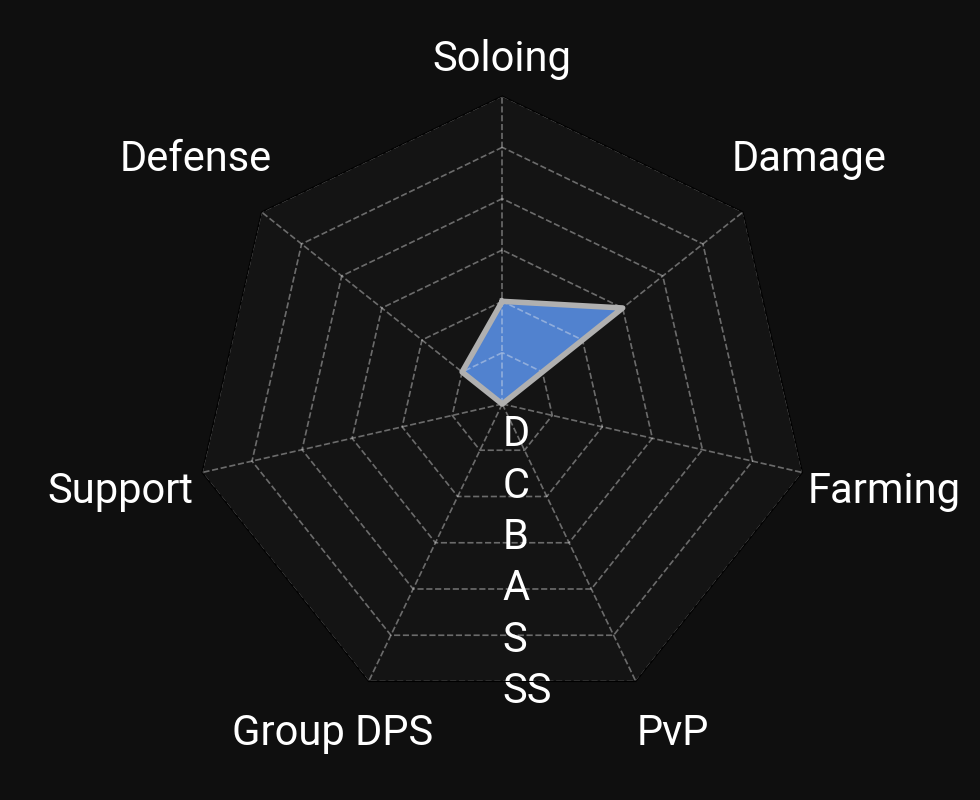 Soloing
Defense
Damage
Support
Farming
D
C
B
A
S
SS
Group DPS
PvP